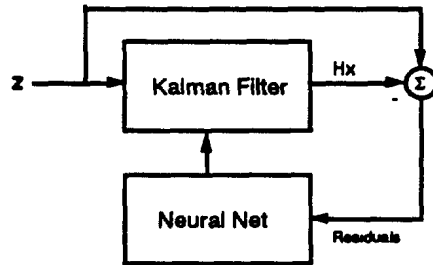 Hx
z
Kalman Filter
Σ
-
Neural Net
Residuals